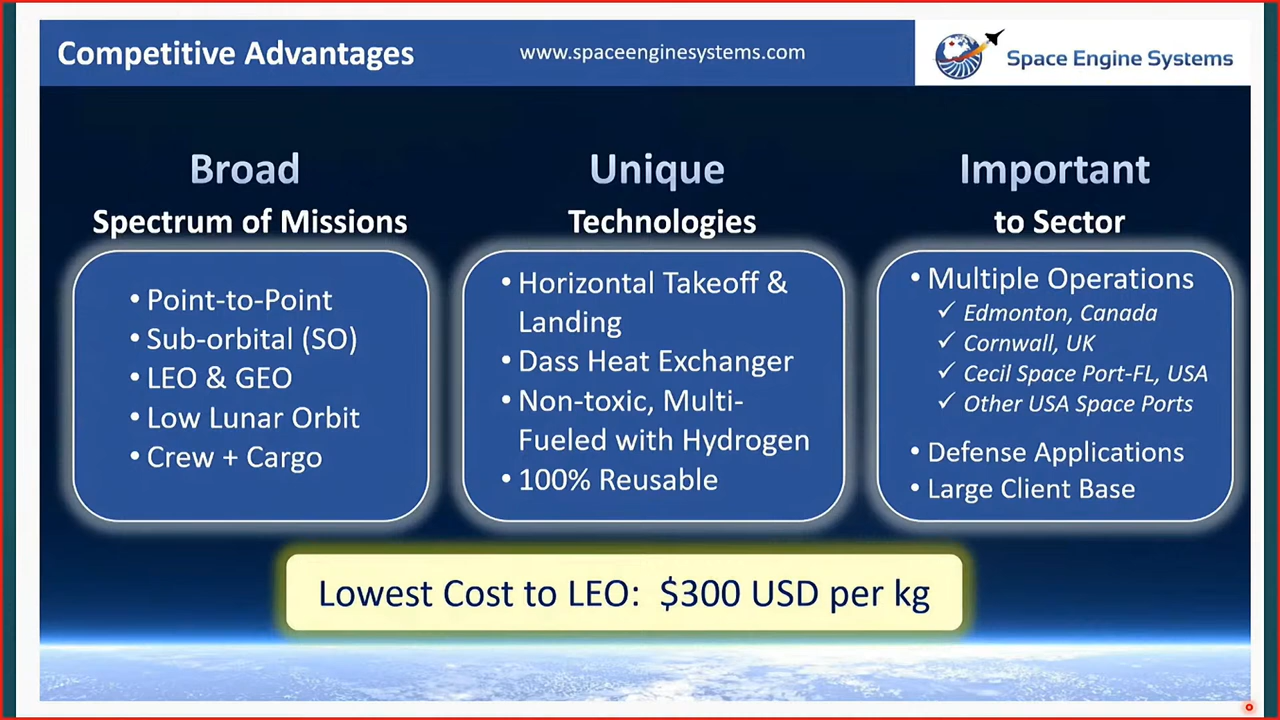 Competitive Advantages
www.spaceenginesystems.com
Space Engine Systems
Broad
Spectrum of Missions
• Point-to-Point
• Sub-orbital (SO)
• LEO & GEO
• Low Lunar Orbit
• Crew + Cargo
Unique
Technologies
• Horizontal Takeoff &
Landing
• Dass Heat Exchanger
• Non-toxic, Multi-
Fueled with Hydrogen
• 100% Reusable
Important
to Sector
• Multiple Operations
✓ Edmonton, Canada
✓ Cornwall, UK
✓ Cecil Space Port-FL, USA
✓ Other USA Space Ports
• Defense Applications
• Large Client Base
Lowest Cost to LEO: $300 USD per kg